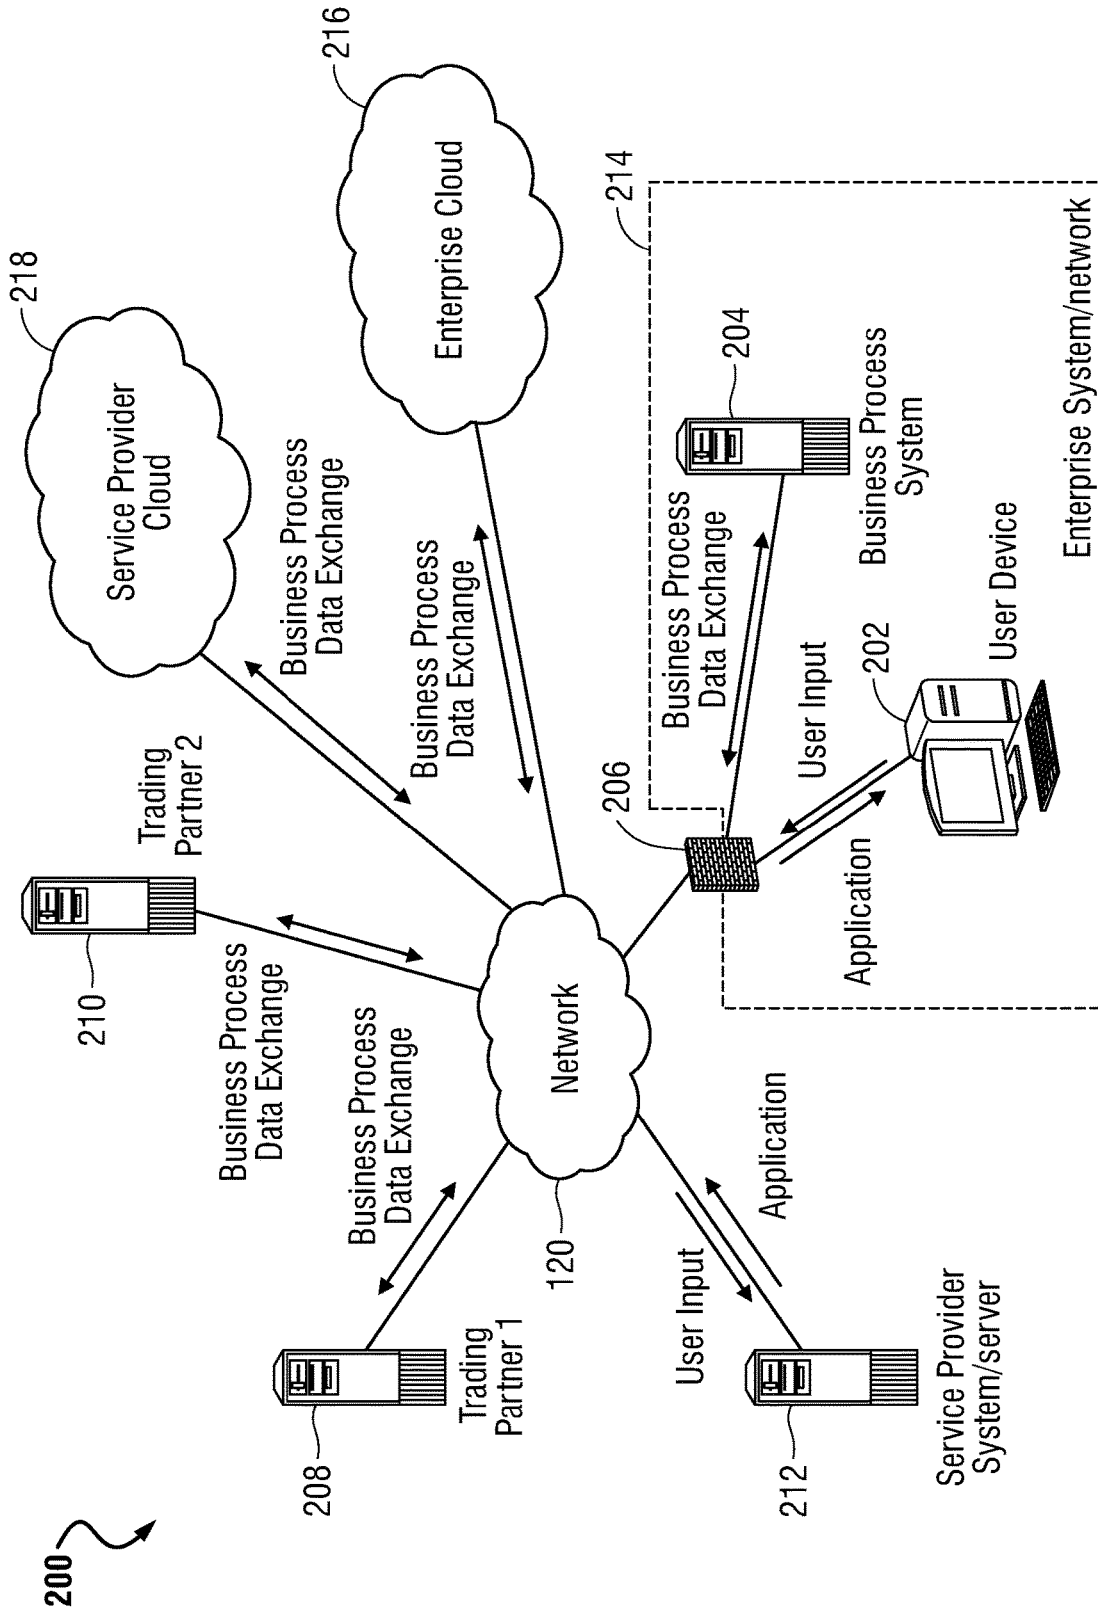 200
208
Trading
Partner 1
Business Process
Data Exchange
210
Trading
Partner 2
Business Process
Data Exchange
218
Service Provider
Cloud
Business Process
Data Exchange
216
Enterprise Cloud
Business Process
Data Exchange
120
Network
212
Service Provider
System/server
User Input
Application
206
214
Business Process
Data Exchange
204
Business Process
System
User Input
Application
202
User Device
Enterprise System/network